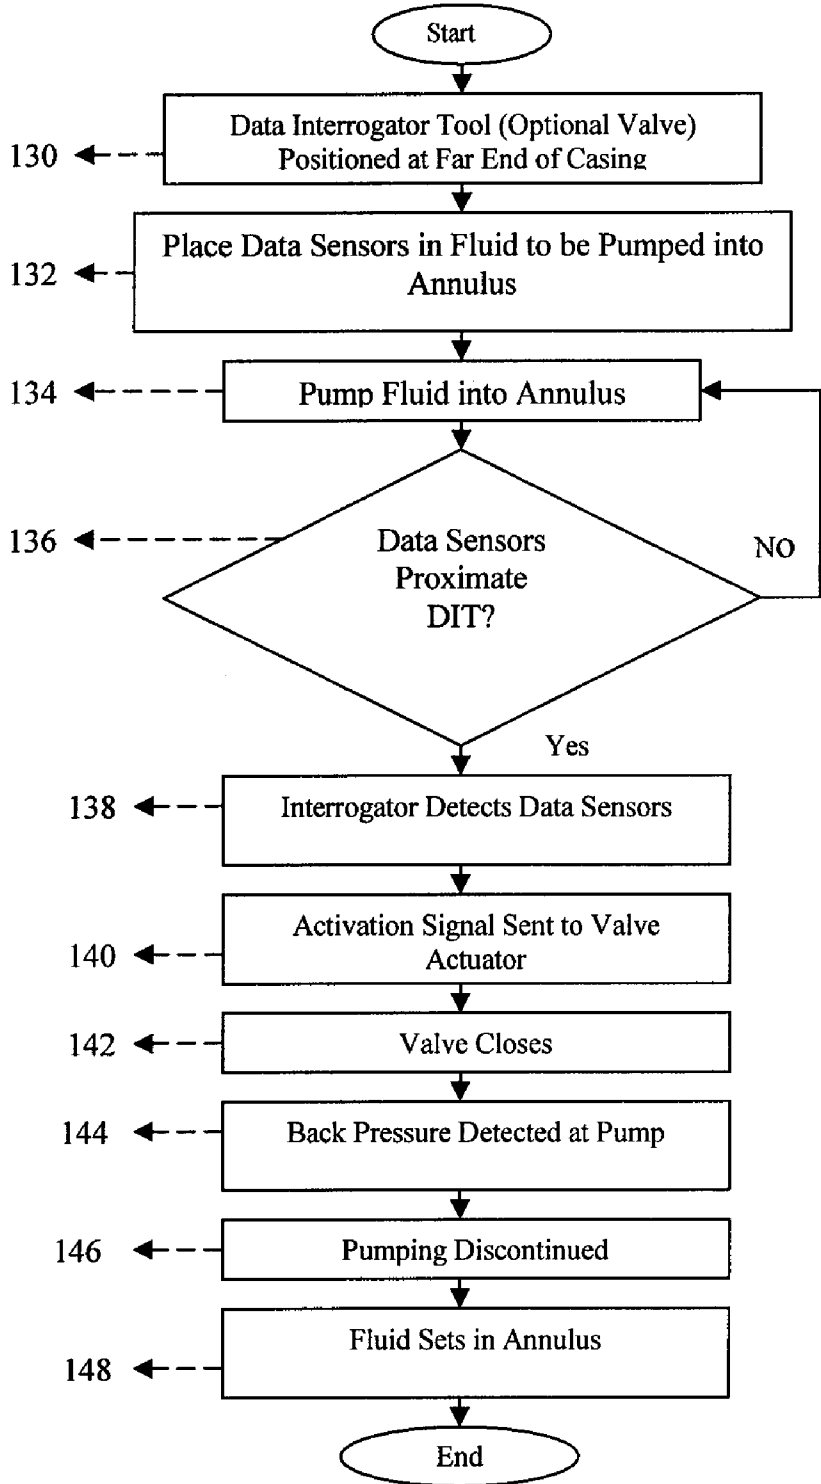 Start
Data Interrogator Tool (Optional Valve)
Positioned at Far End of Casing
130
Place Data Sensors in Fluid to be Pumped into
Annulus
132
Pump Fluid into Annulus
134
Data Sensors
Proximate
DIT?
136
NO
Yes
Interrogator Detects Data Sensors
138
Activation Signal Sent to Valve
Actuator
140
Valve Closes
142
Back Pressure Detected at Pump
144
Pumping Discontinued
146
Fluid Sets in Annulus
148
End